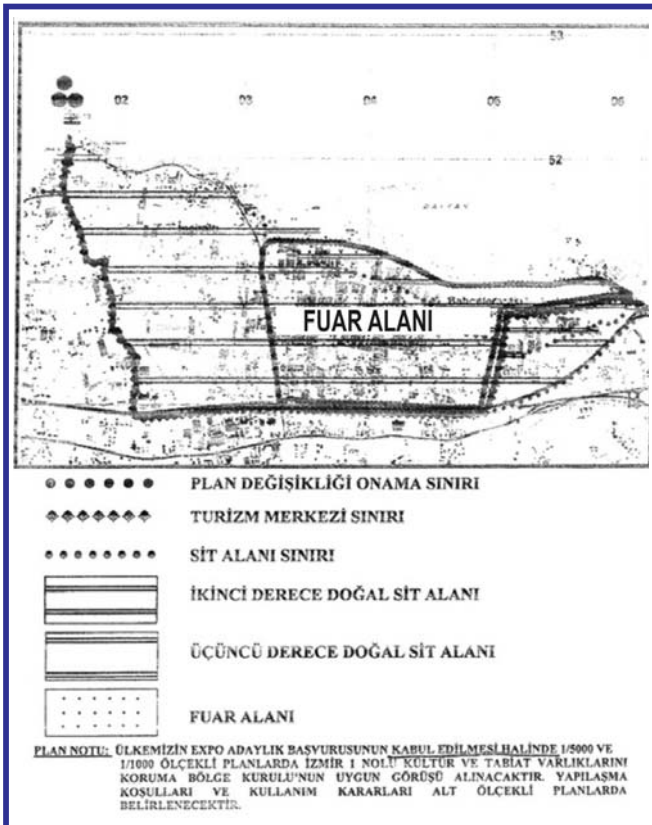 53
02 03 04 05 06
52
FUAR ALANI
PLAN DEĞİŞİKLİĞİ ONAMA SINIRI
TURİZM MERKEZİ SINIRI
SİT ALANI SINIRI
İKİNCİ DERECE DOĞAL SİT ALANI
ÜÇÜNCÜ DERECE DOĞAL SİT ALANI
FUAR ALANI
PLAN NOTU: ÜLKEMİZİN EXPO ADAYLIK BAŞVURUSUNUN KABUL EDİLMESİ HALİNDE 1/5000 VE
1/1000 ÖLÇEKLİ PLANLARDA İZMİR 1 NOLU KÜLTÜR VE TABİAT VARLIKLARINI
KORUMA BÖLGE KURULU'NUN UYGUN GÖRÜŞÜ ALINACAKTIR. YAPILAŞMA
KOŞULLARI VE KULLANIM KARARLARI ALT ÖLÇEKLİ PLANLARDA
BELİRLENECEKTİR.